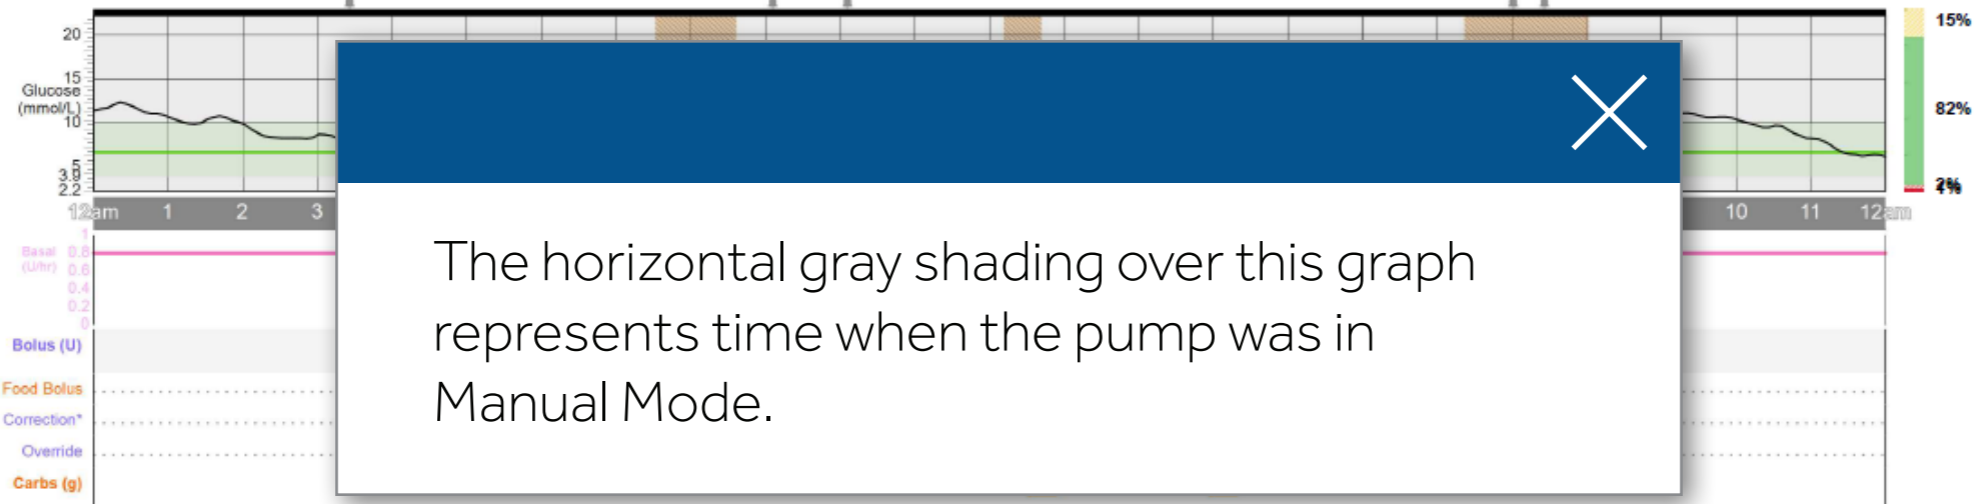 20
15%
15
Glucose
(mmol/L)
82%
10
5
3.9
2.2
12am 1 2 3 10 11 12am
1
Basal 0.8
(U/hr) 0.6
0.4
0.2
0
The horizontal gray shading over this graph
represents time when the pump was in
Manual Mode.
Bolus (U)
Food Bolus
Correction*
Override
Carbs (g)